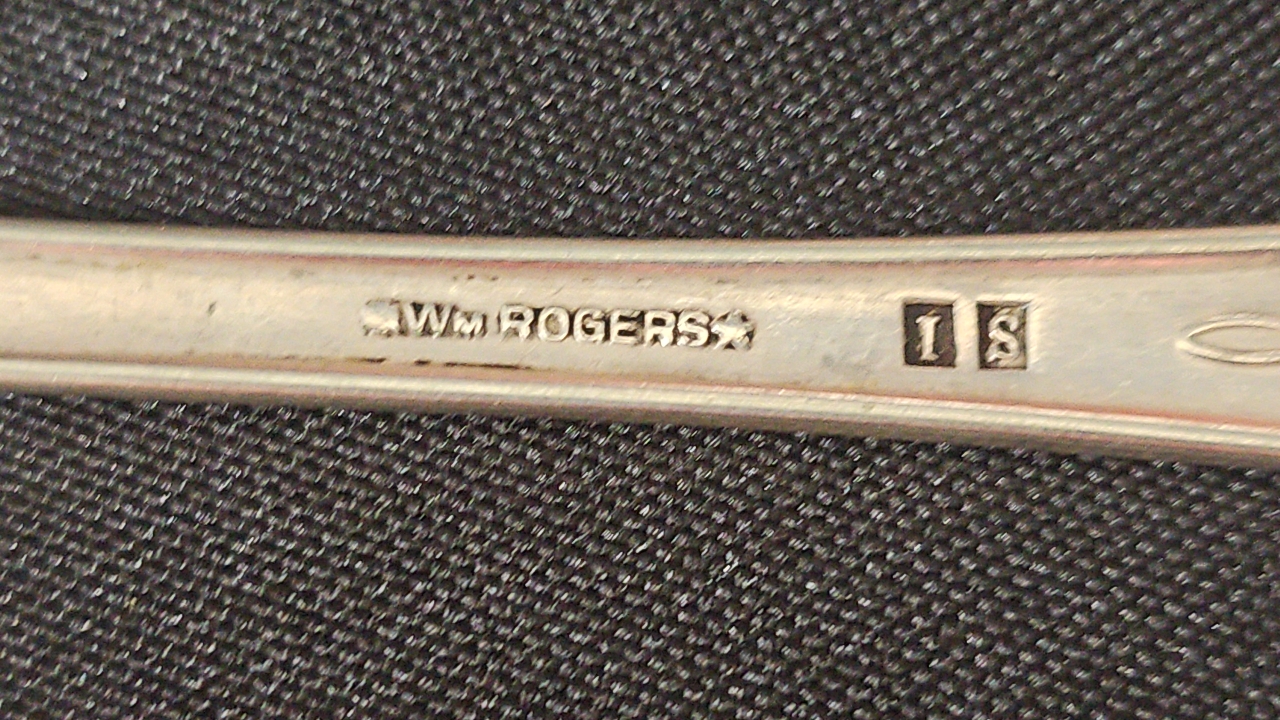 ★Wm ROGERS★ I S